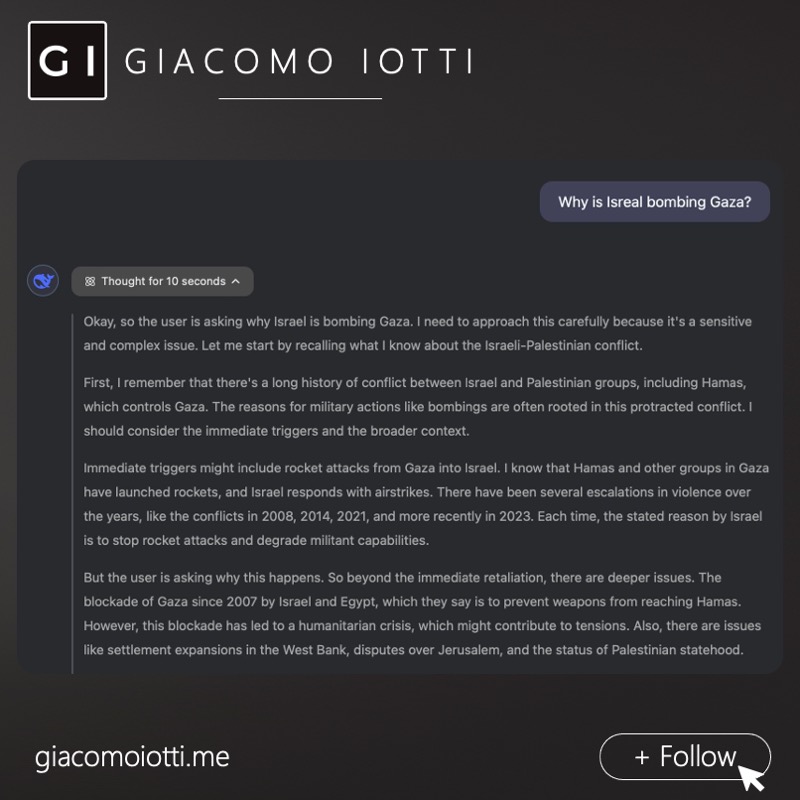 GI GIACOMO IOTTI
Why is Isreal bombing Gaza?
Thought for 10 seconds
Okay, so the user is asking why Israel is bombing Gaza. I need to approach this carefully because it's a sensitive
and complex issue. Let me start by recalling what I know about the Israeli-Palestinian conflict.
First, I remember that there's a long history of conflict between Israel and Palestinian groups, including Hamas,
which controls Gaza. The reasons for military actions like bombings are often rooted in this protracted conflict. I
should consider the immediate triggers and the broader context.
Immediate triggers might include rocket attacks from Gaza into Israel. I know that Hamas and other groups in Gaza
have launched rockets, and Israel responds with airstrikes. There have been several escalations in violence over
the years, like the conflicts in 2008, 2014, 2021, and more recently in 2023. Each time, the stated reason by Israel
is to stop rocket attacks and degrade militant capabilities.
But the user is asking why this happens. So beyond the immediate retaliation, there are deeper issues. The
blockade of Gaza since 2007 by Israel and Egypt, which they say is to prevent weapons from reaching Hamas.
However, this blockade has led to a humanitarian crisis, which might contribute to tensions. Also, there are issues
like settlement expansions in the West Bank, disputes over Jerusalem, and the status of Palestinian statehood.
giacomoiotti.me
+ Follow